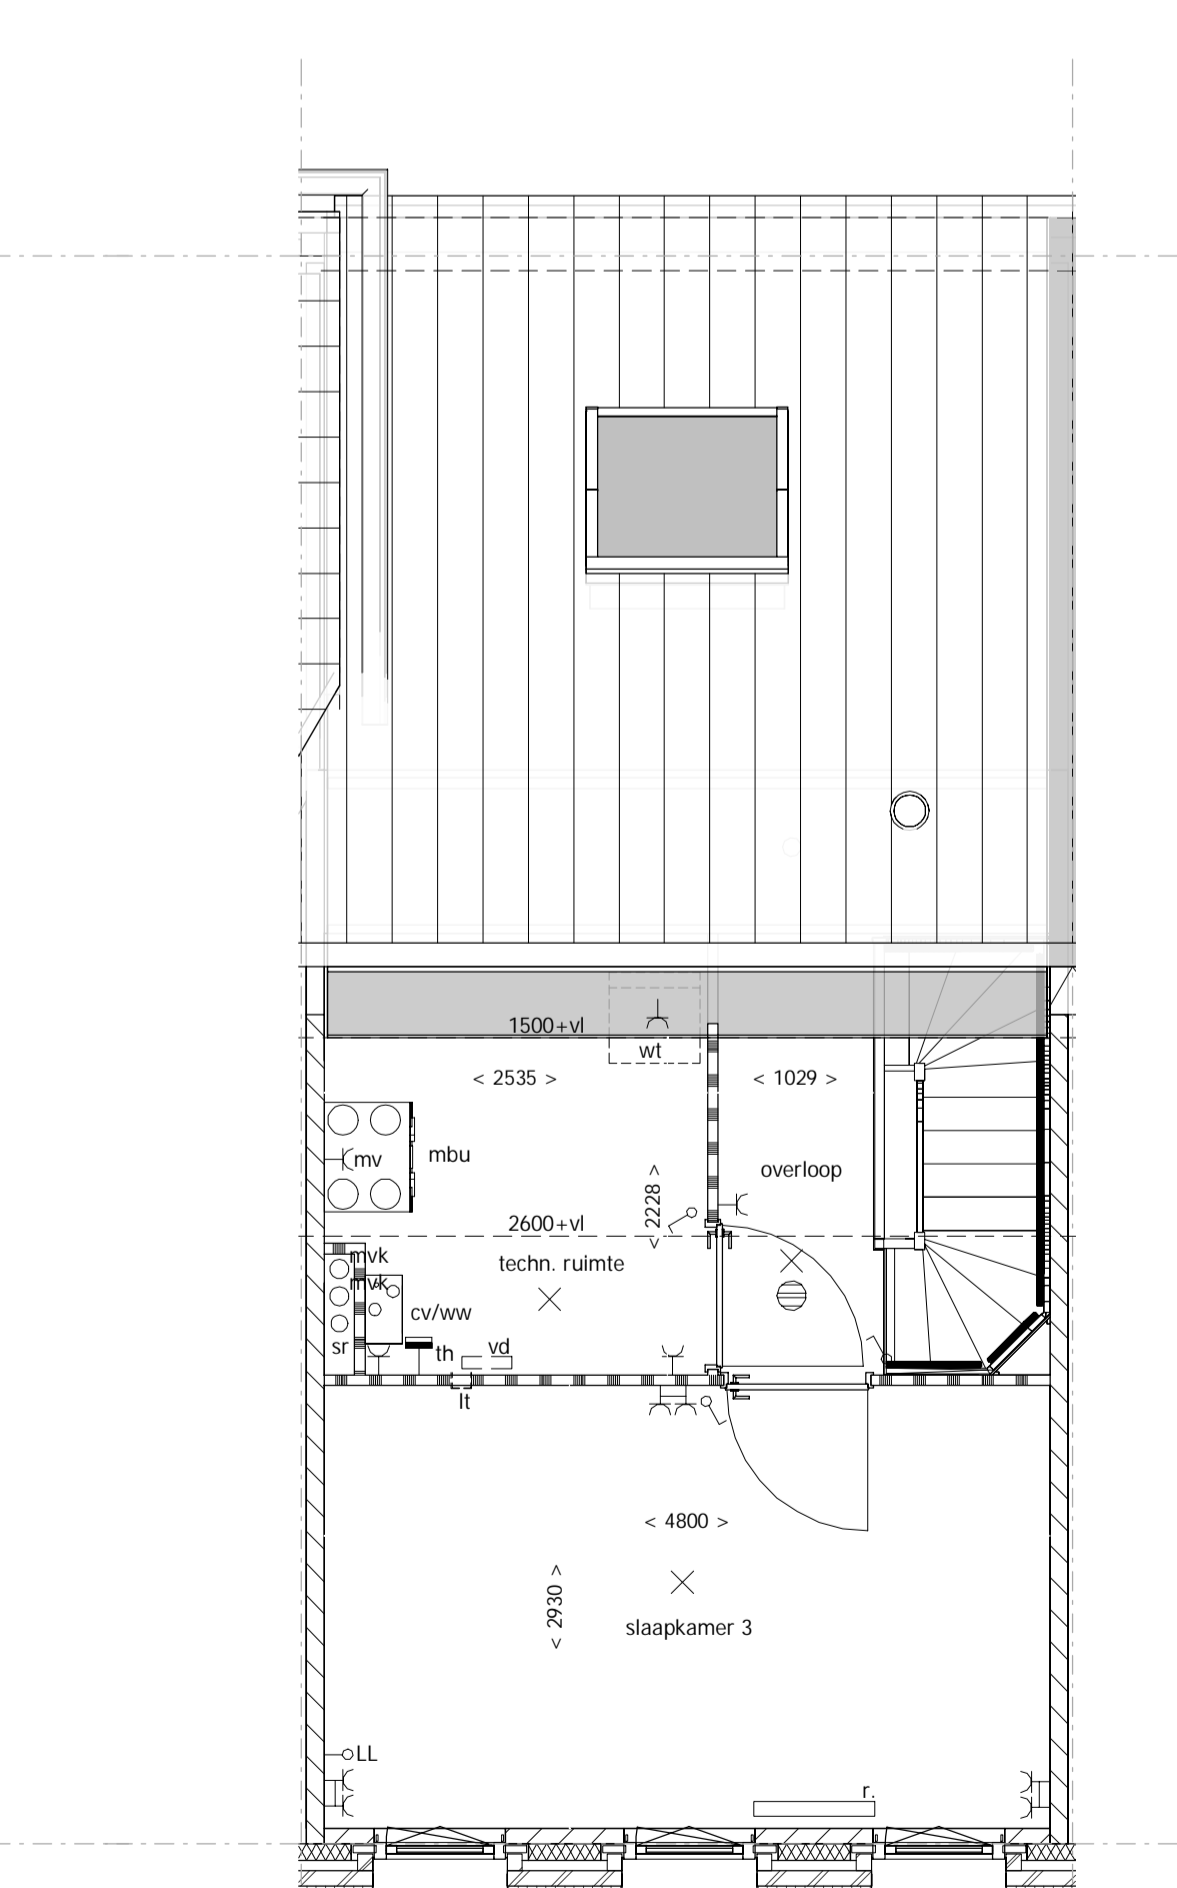 1500+vl
wt
< 2535 >
< 1029 >
mbu
mv
overloop
< 2228 >
2600+vl
mvk
techn. ruimte
mvk
cv/ww
sr
th
vd
lt
< 4800 >
< 2930 >
slaapkamer 3
LL
r.